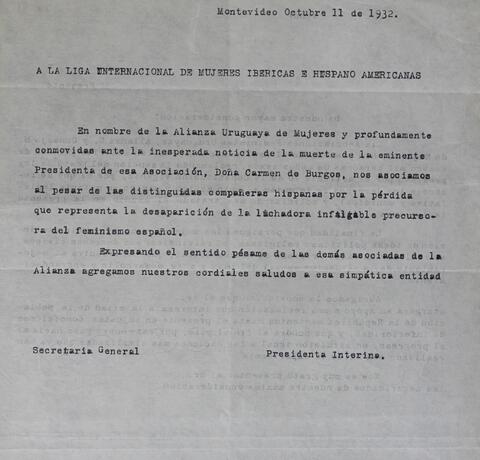 Montevideo Octubre 11 de 1932.
A LA LIGA INTERNACIONAL DE MUJERES IBERICAS E HISPANO AMERICANAS
En nombre de la Alianza Uruguaya de Mujeres y profundamente
conmovidas ante la inesperada noticia de la muerte de la eminente
Presidenta de esa Asociación, Doña Carmen de Burgos, nos asociamos
al pesar de las distinguidas compañeras hispanas por la pérdida
que representa la desaparición de la luchadora infatgable precurso-
ra del feminismo español.
Expresando el sentido pésame de las demás asociadas de la
Alianza agregamos nuestros cordiales saludos a esa simpática entidad
Secretaria General
Presidenta Interina.